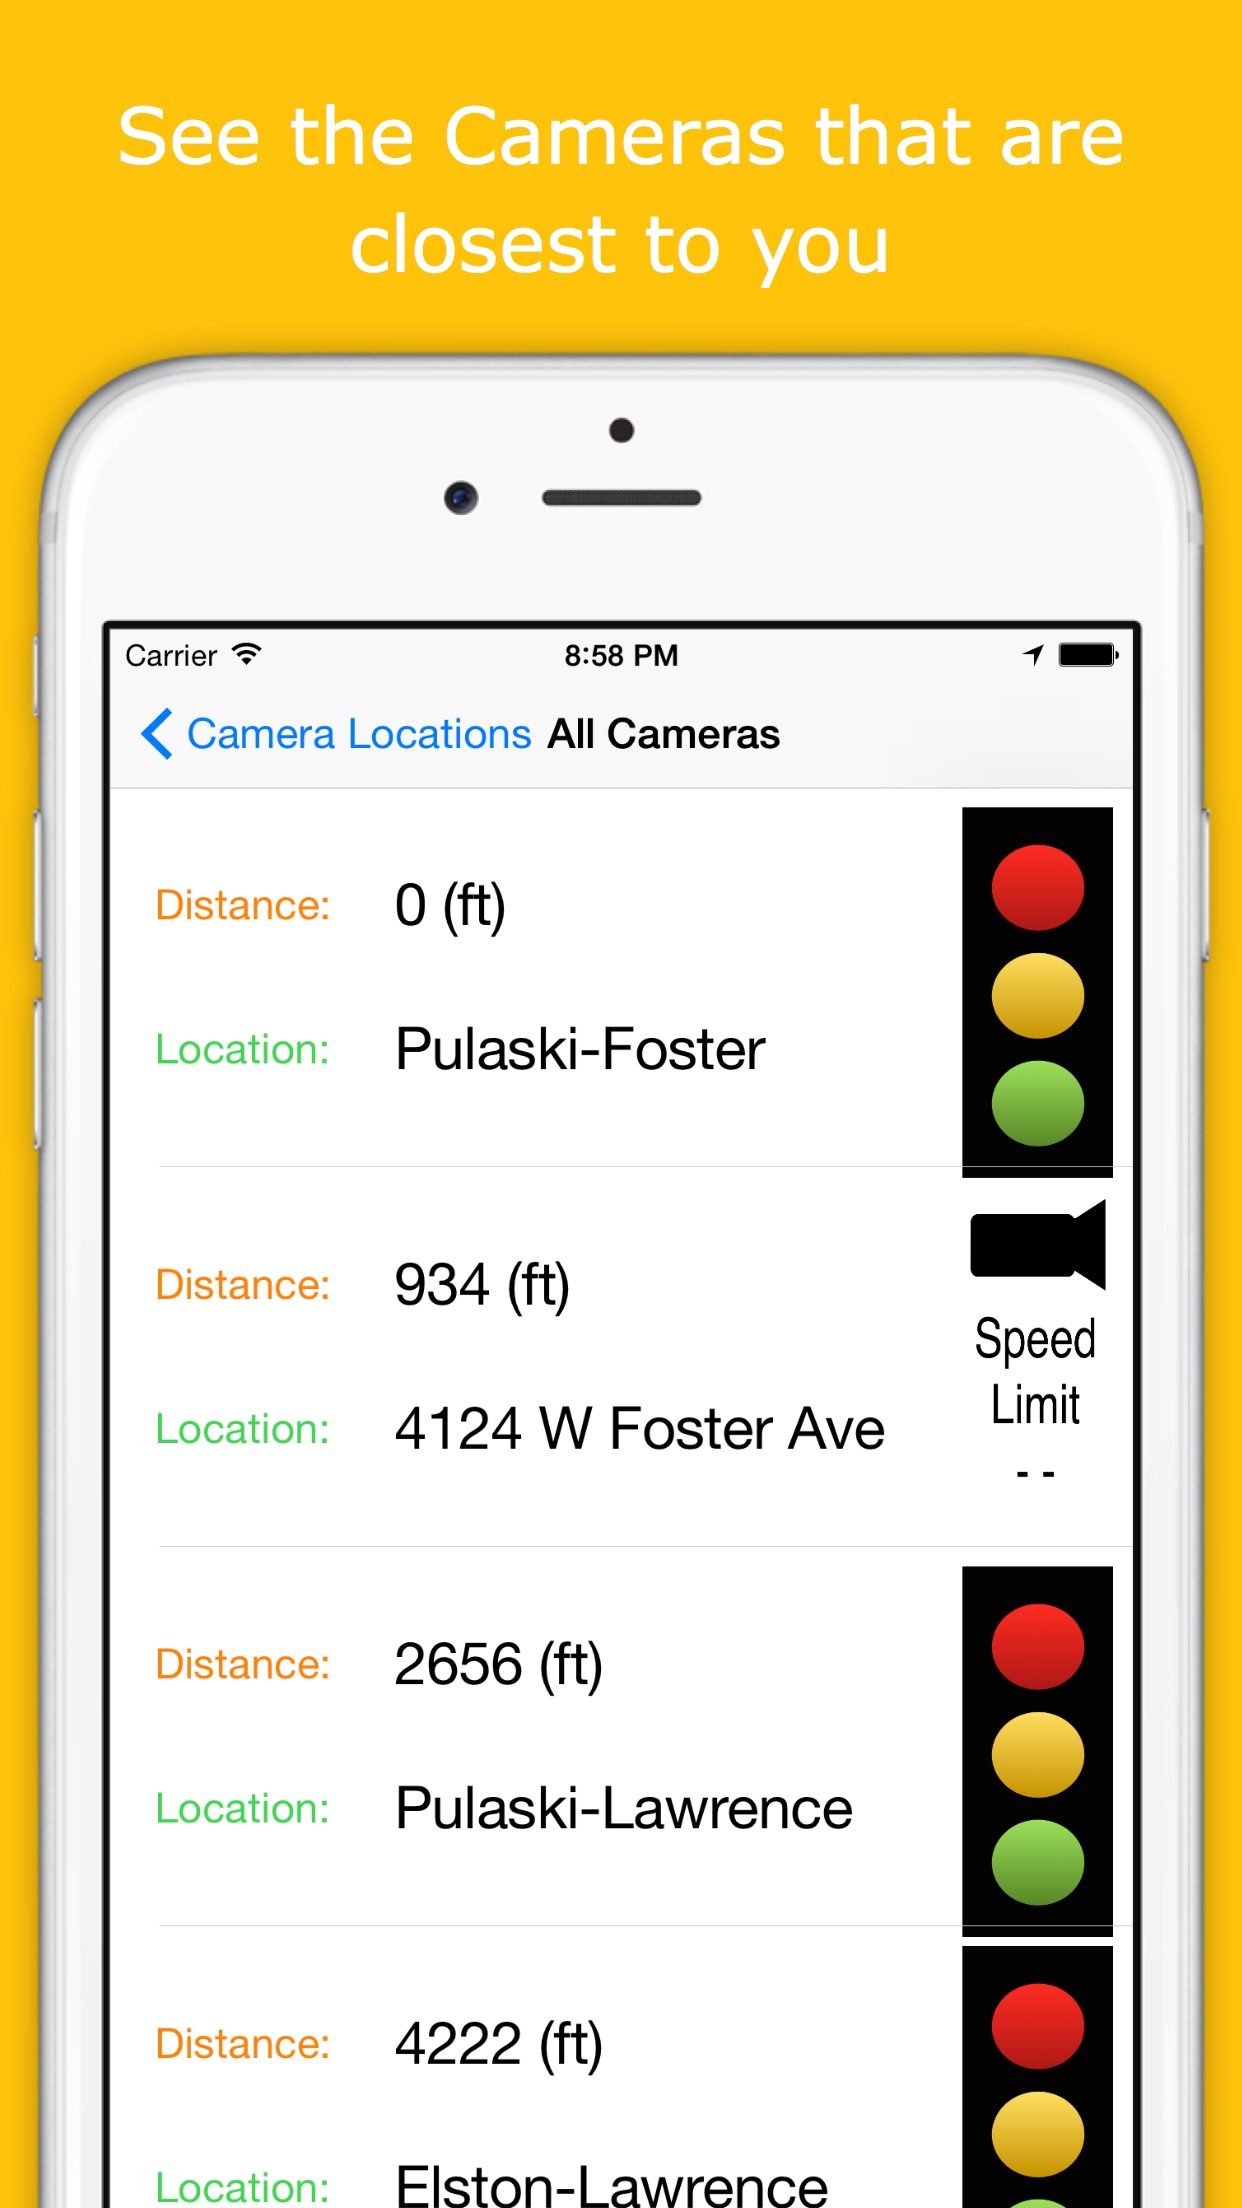 See the Cameras that are
closest to you
Carrier 8:58 PM
Camera Locations All Cameras
Distance: 0 (ft)
Location: Pulaski-Foster
Distance: 934 (ft)
Location: 4124 W Foster Ave
Speed
Limit
- -
Distance: 2656 (ft)
Location: Pulaski-Lawrence
Distance: 4222 (ft)
Location: Elston-Lawrence